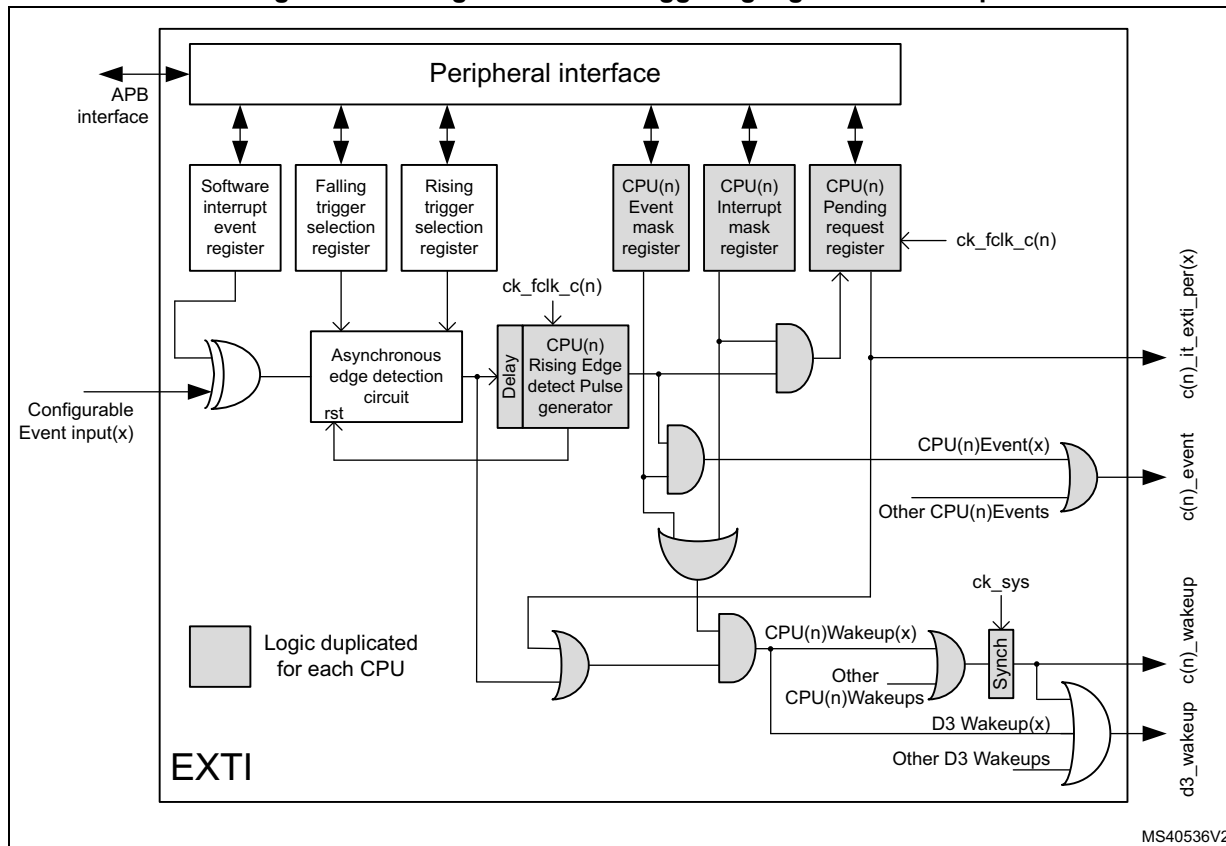 Peripheral interface
APB
interface
Software
interrupt
event
register
Falling
trigger
selection
register
Rising
trigger
selection
register
CPU(n)
Event
mask
register
CPU(n)
Interrupt
mask
register
CPU(n)
Pending
request
register
ck_fclk_c(n)
ck_fclk_c(n)
Asynchronous
edge detection
circuit
rst
Delay
CPU(n)
Rising Edge
detect Pulse
generator
Configurable
Event input(x)
c(n)_it_exti_per(x)
CPU(n)Event(x)
Other CPU(n)Events
c(n)_event
ck_sys
Logic duplicated
for each CPU
CPU(n)Wakeup(x)
Other
CPU(n)Wakeups
Synch
c(n)_wakeup
D3 Wakeup(x)
Other D3 Wakeups
d3_wakeup
EXTI
MS40536V2